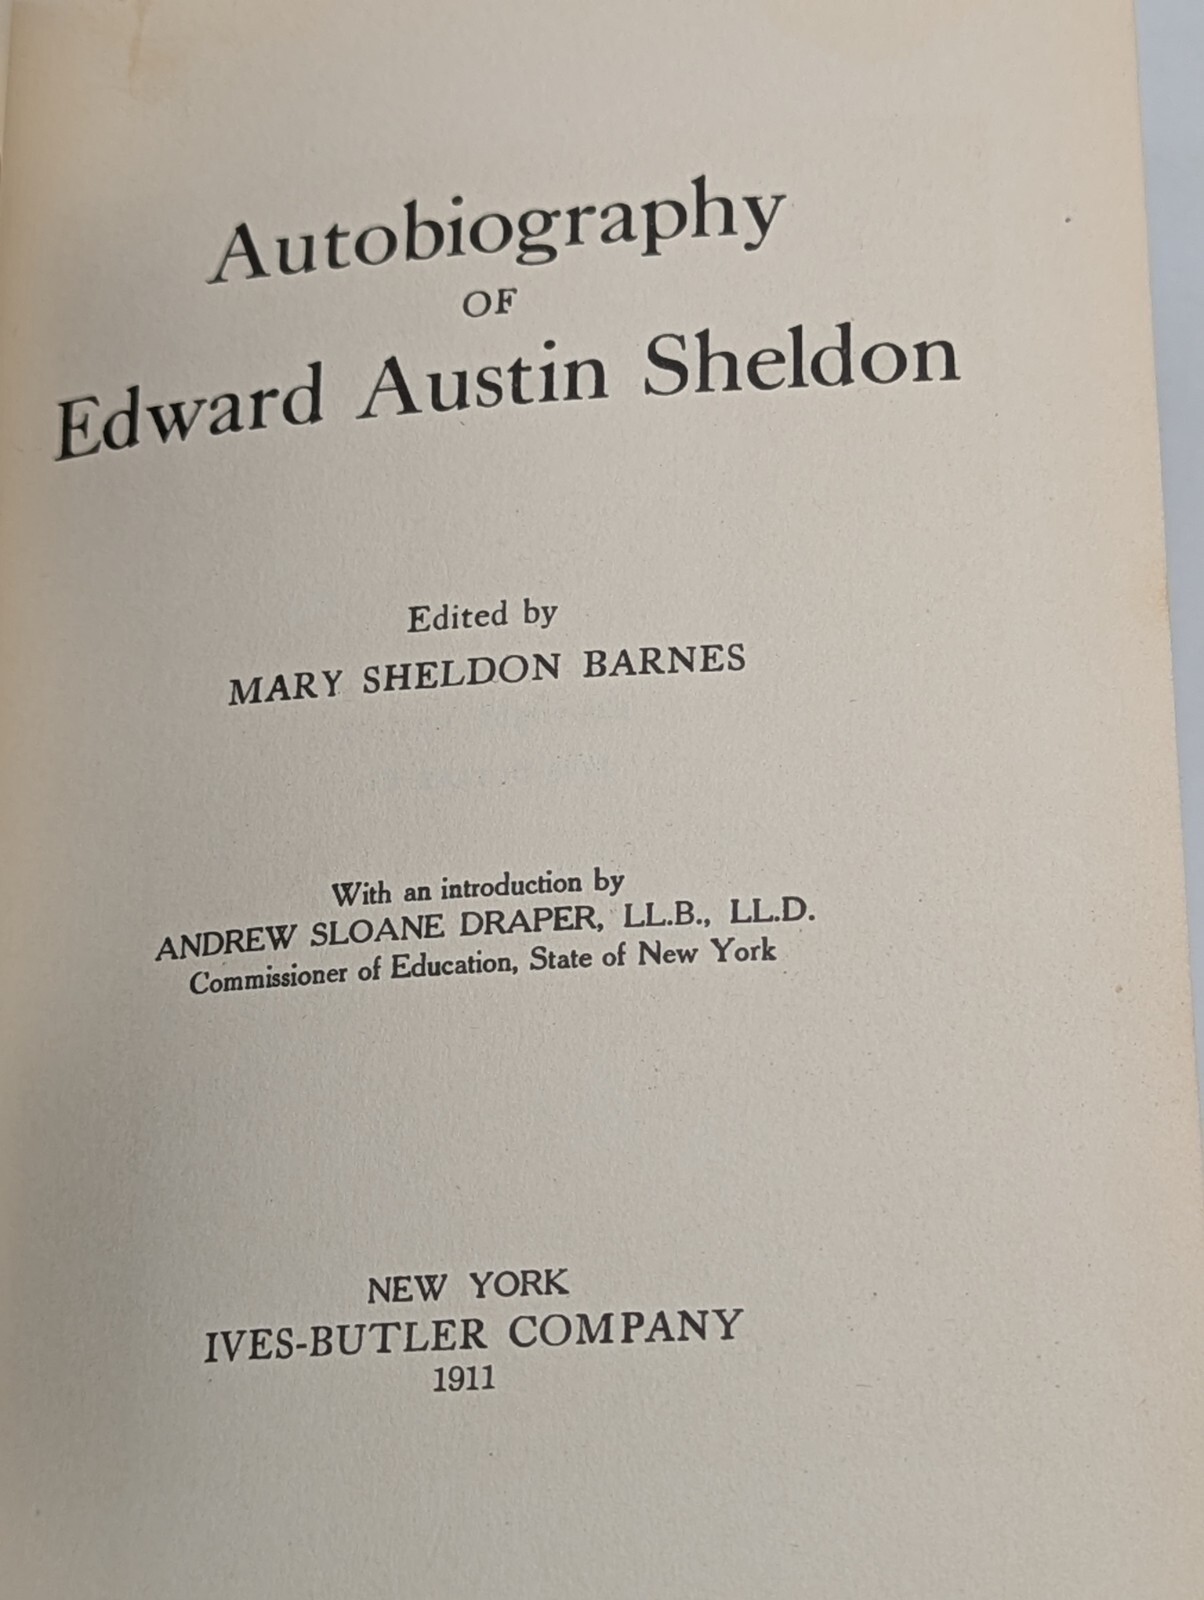 Autobiography
OF
Edward Austin Sheldon
Edited by
MARY SHELDON BARNES
With an introduction by
ANDREW SLOANE DRAPER, LL.B., LL.D.
Commissioner of Education, State of New York
NEW YORK
IVES-BUTLER COMPANY
1911